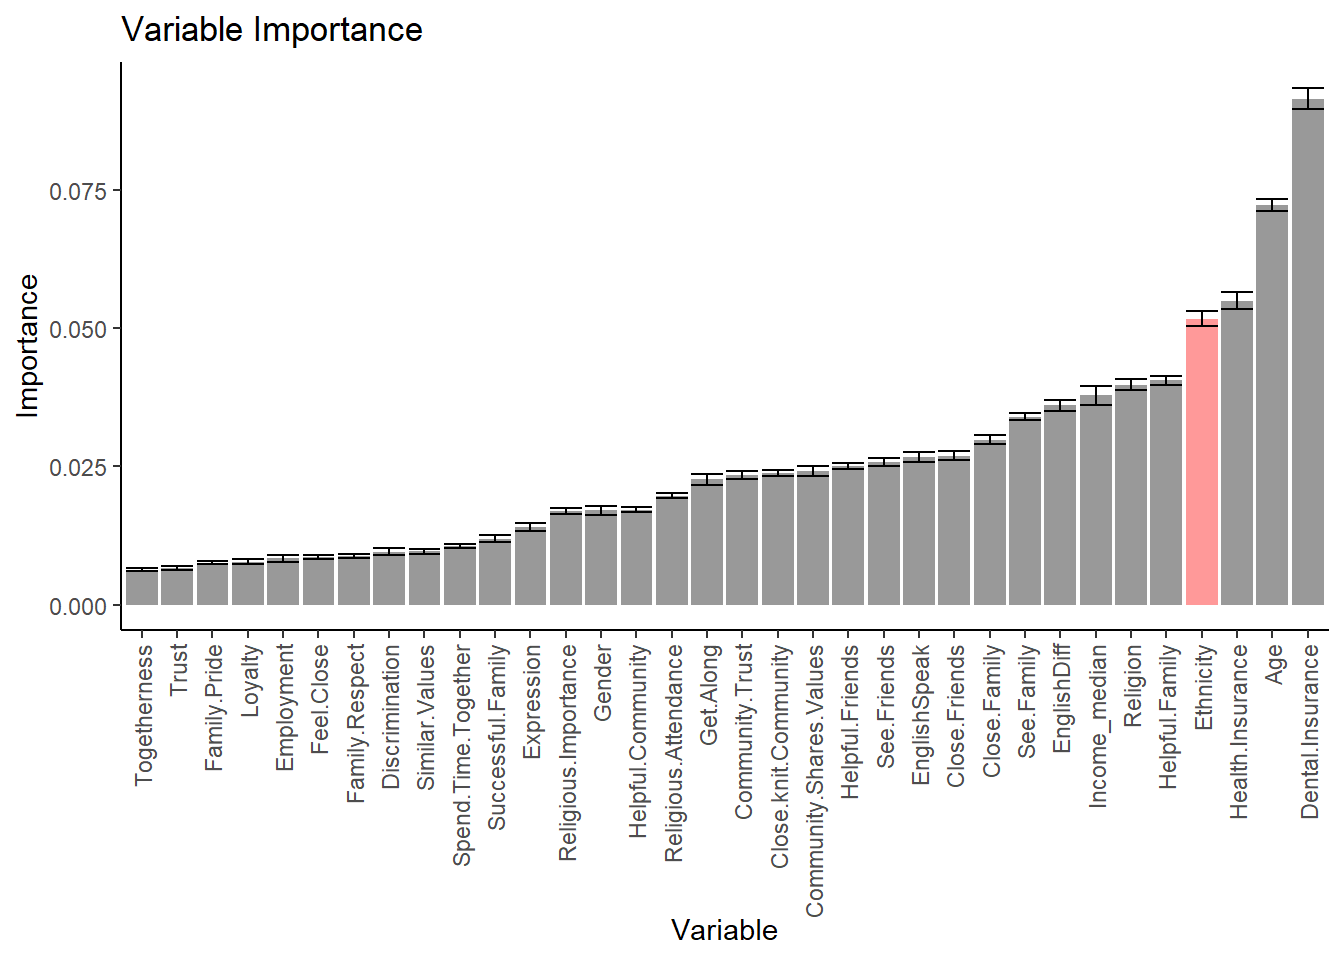 Variable Importance
Importance
0.075
0.050
0.025
0.000
Togetherness
Trust
Family.Pride
Loyalty
Employment
Feel.Close
Family.Respect
Discrimination
Similar.Values
Spend.Time.Together
Successful.Family
Expression
Religious.Importance
Gender
Helpful.Community
Religious.Attendance
Get.Along
Community.Trust
Close.knit.Community
Community.Shares.Values
Helpful.Friends
See.Friends
EnglishSpeak
Close.Friends
Close.Family
See.Family
EnglishDiff
Income_median
Religion
Helpful.Family
Ethnicity
Health.Insurance
Age
Dental.Insurance
Variable